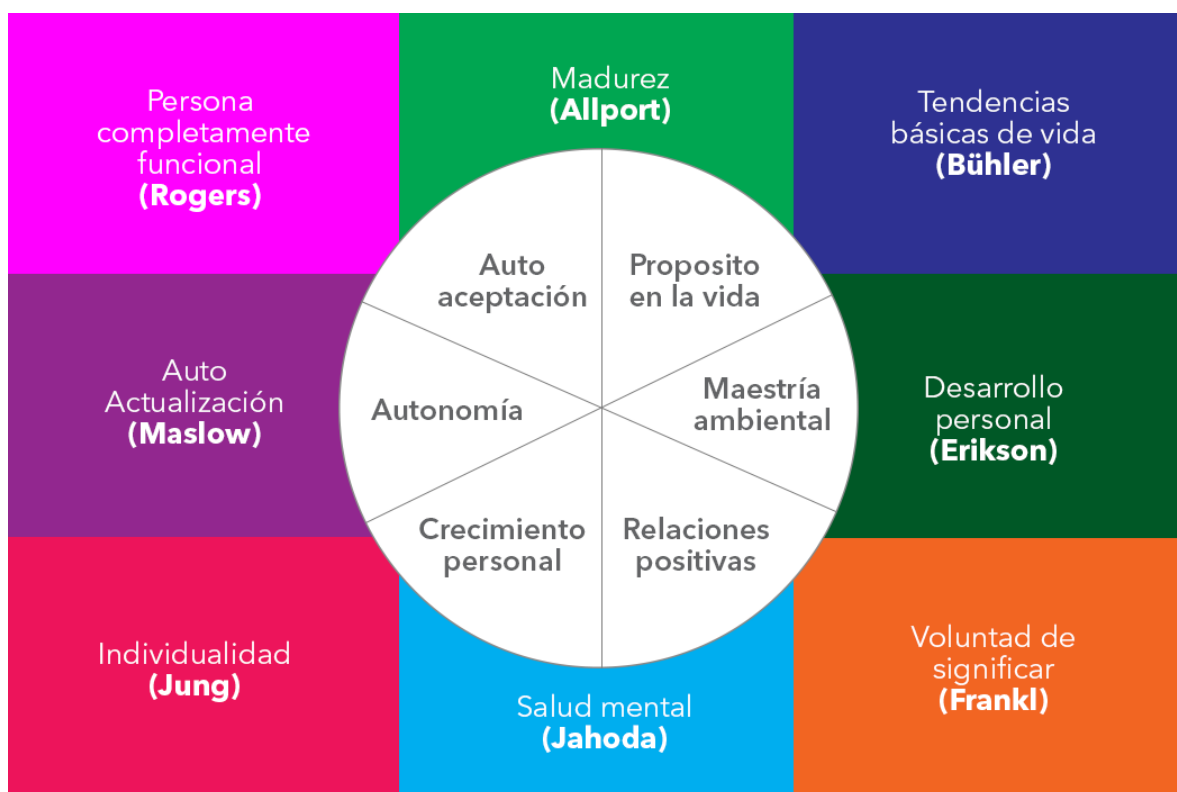 Persona
completamente
funcional
(Rogers)
Madurez
(Allport)
Tendencias
básicas de vida
(Bühler)
Auto
aceptación
Proposito
en la vida
Auto
Actualización
(Maslow)
Autonomía
Maestría
ambiental
Desarrollo
personal
(Erikson)
Crecimiento
personal
Relaciones
positivas
Individualidad
(Jung)
Salud mental
(Jahoda)
Voluntad de
significar
(Frankl)